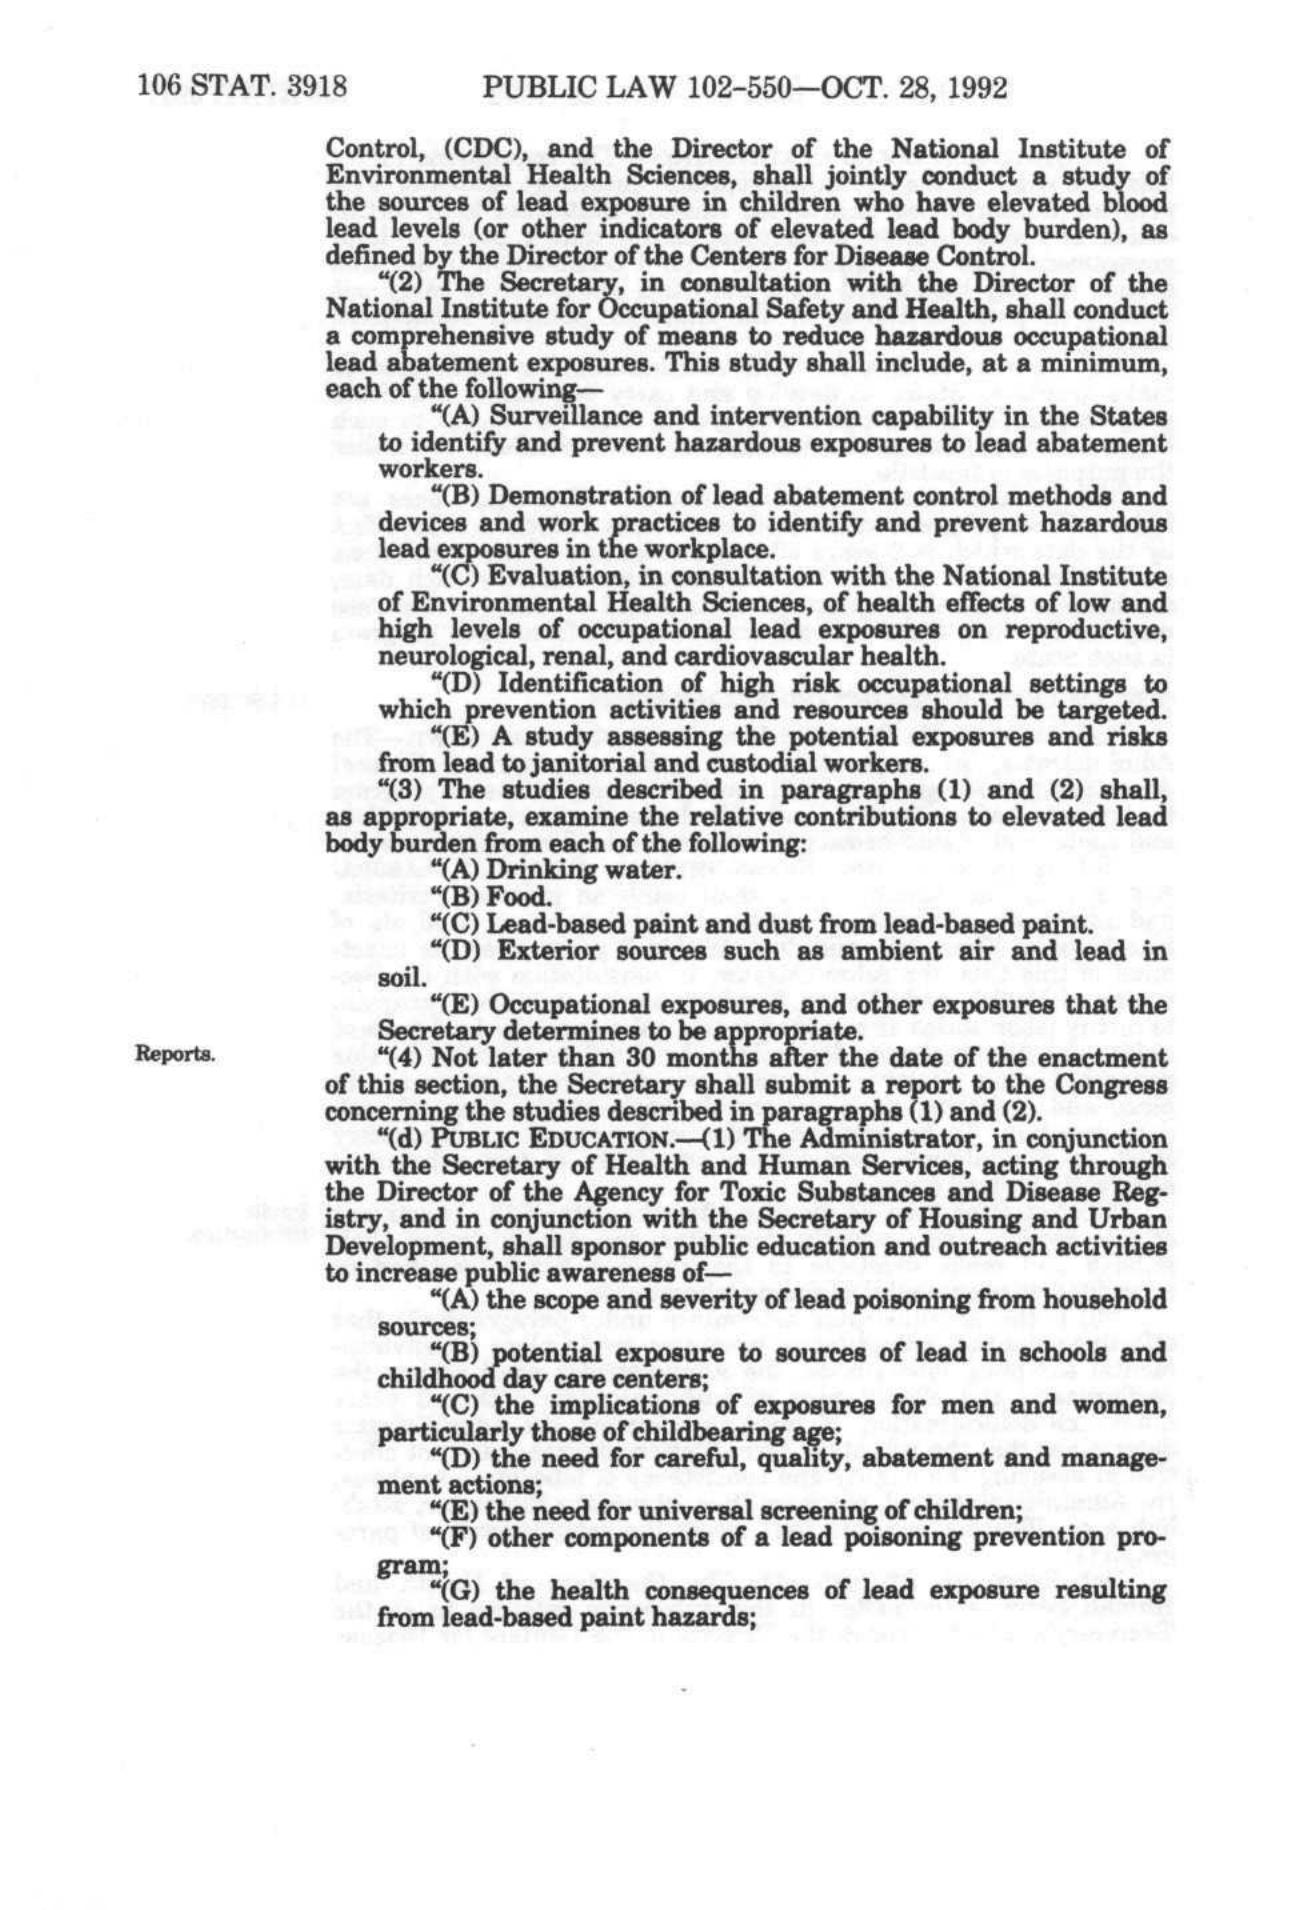 106 STAT. 3918 PUBLIC LAW 102-550—OCT. 28, 1992
Control, (CDC), and the Director of the National Institute of
Environmental Health Sciences, shall jointly conduct a study of
the sources of lead exposure in children who have elevated blood
lead levels (or other indicators of elevated lead body burden), as
defined by the Director of the Centers for Disease Control.
“(2) The Secretary, in consultation with the Director of the
National Institute for Occupational Safety and Health, shall conduct
a comprehensive study of means to reduce hazardous occupational
lead abatement exposures. This study shall include, at a minimum,
each of the following—
“(A) Surveillance and intervention capability in the States
to identify and prevent hazardous exposures to lead abatement
workers.
“(B) Demonstration of lead abatement control methods and
devices and work practices to identify and prevent hazardous
lead exposures in the workplace.
“(C) Evaluation, in consultation with the National Institute
of Environmental Health Sciences, of health effects of low and
high levels of occupational lead exposures on reproductive,
neurological, renal, and cardiovascular health.
“(D) Identification of high risk occupational settings to
which prevention activities and resources should be targeted.
“(E) A study assessing the potential exposures and risks
from lead to janitorial and custodial workers.
“(3) The studies described in paragraphs (1) and (2) shall,
as appropriate, examine the relative contributions to elevated lead
body burden from each of the following:
“(A) Drinking water.
“(B) Food.
“(C) Lead-based paint and dust from lead-based paint.
“(D) Exterior sources such as ambient air and lead in
soil.
“(E) Occupational exposures, and other exposures that the
Secretary determines to be appropriate.
Reports.
“(4) Not later than 30 months after the date of the enactment
of this section, the Secretary shall submit a report to the Congress
concerning the studies described in paragraphs (1) and (2).
“(d) PUBLIC EDUCATION.—(1) The Administrator, in conjunction
with the Secretary of Health and Human Services, acting through
the Director of the Agency for Toxic Substances and Disease Reg-
istry, and in conjunction with the Secretary of Housing and Urban
Development, shall sponsor public education and outreach activities
to increase public awareness of—
“(A) the scope and severity of lead poisoning from household
sources;
“(B) potential exposure to sources of lead in schools and
childhood day care centers;
“(C) the implications of exposures for men and women,
particularly those of childbearing age;
“(D) the need for careful, quality, abatement and manage-
ment actions;
“(E) the need for universal screening of children;
“(F) other components of a lead poisoning prevention pro-
gram;
“(G) the health consequences of lead exposure resulting
from lead-based paint hazards;